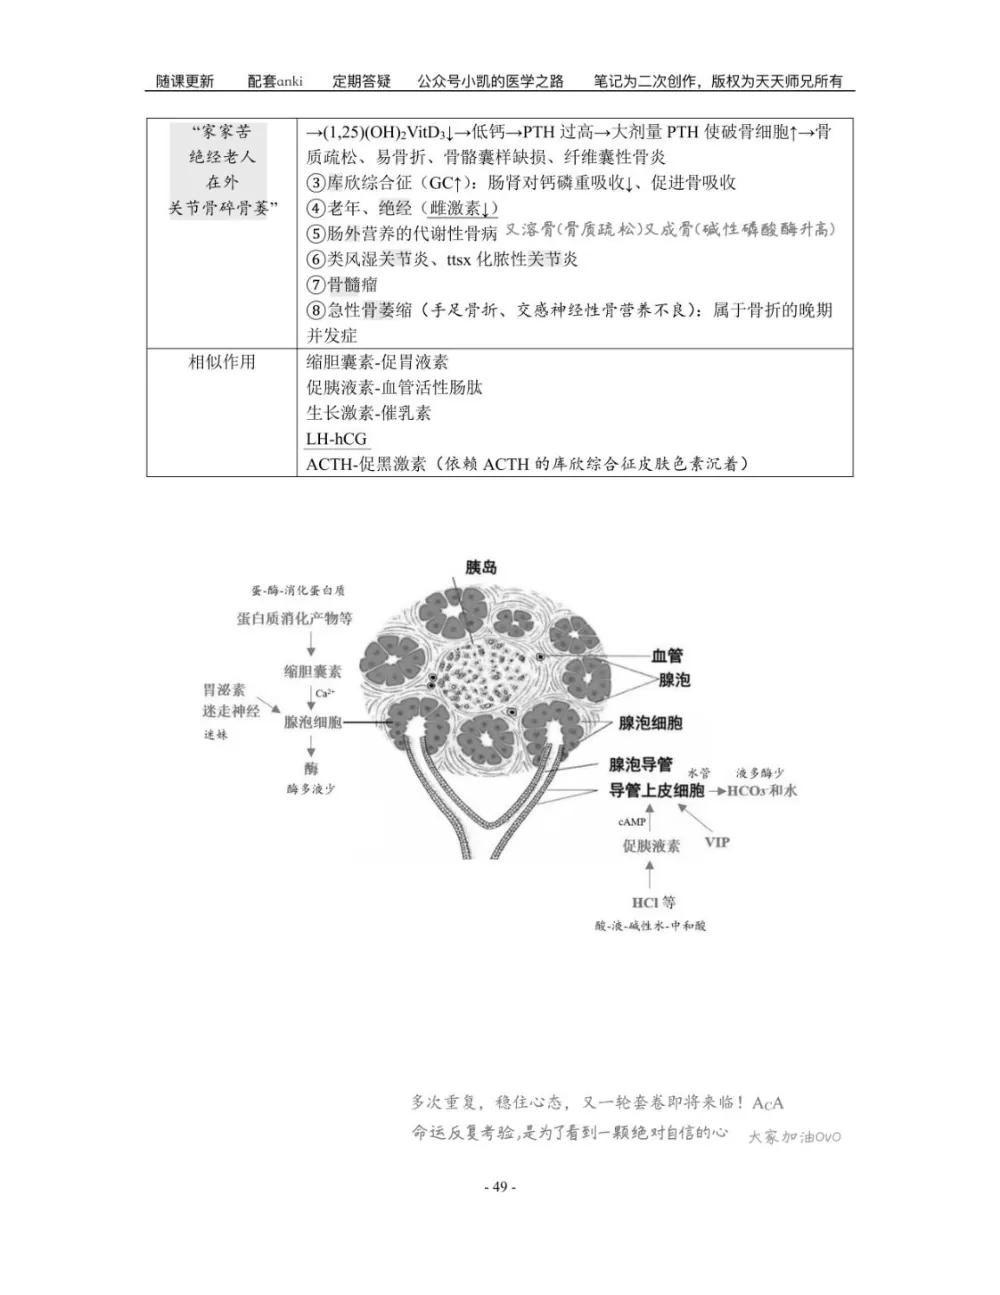 随课更新 配套anki 定期答疑 公众号小凯的医学之路 笔记为二次创作，版权为天天师兄所有
“家家苦
绝经老人
在外
关节骨碎骨萎”
→(1,25)(OH)₂VitD₃↓→低钙→PTH 过高→大剂量 PTH 使破骨细胞↑→骨
质疏松、易骨折、骨骼囊样缺损、纤维囊性骨炎
③库欣综合征（GC↑）：肠肾对钙磷重吸收↓、促进骨吸收
④老年、绝经（雌激素↓）
⑤肠外营养的代谢性骨病 又溶骨(骨质疏松)又成骨(碱性磷酸酶升高)
⑥类风湿关节炎、ttsx 化脓性关节炎
⑦骨髓瘤
⑧急性骨萎缩（手足骨折、交感神经性骨营养不良）：属于骨折的晚期
并发症
相似作用
缩胆囊素-促胃液素
促胰液素-血管活性肠肽
生长激素-催乳素
LH-hCG
ACTH-促黑激素（依赖 ACTH 的库欣综合征皮肤色素沉着）
胰岛
蛋-酶-消化蛋白质
蛋白质消化产物等
血管
缩胆囊素
腺泡
胃泌素
Ca²⁺
迷走神经
腺泡细胞
腺泡细胞
迷妹
腺泡导管
酶
水管 液多酶少
酶多液少
导管上皮细胞
HCO₃⁻和水
cAMP
促胰液素
VIP
HCl 等
酸-液-碱性水-中和酸
多次重复，稳住心态，又一轮套卷即将来临！AcA
命运反复考验,是为了看到一颗绝对自信的心 大家加油OVO
- 49 -